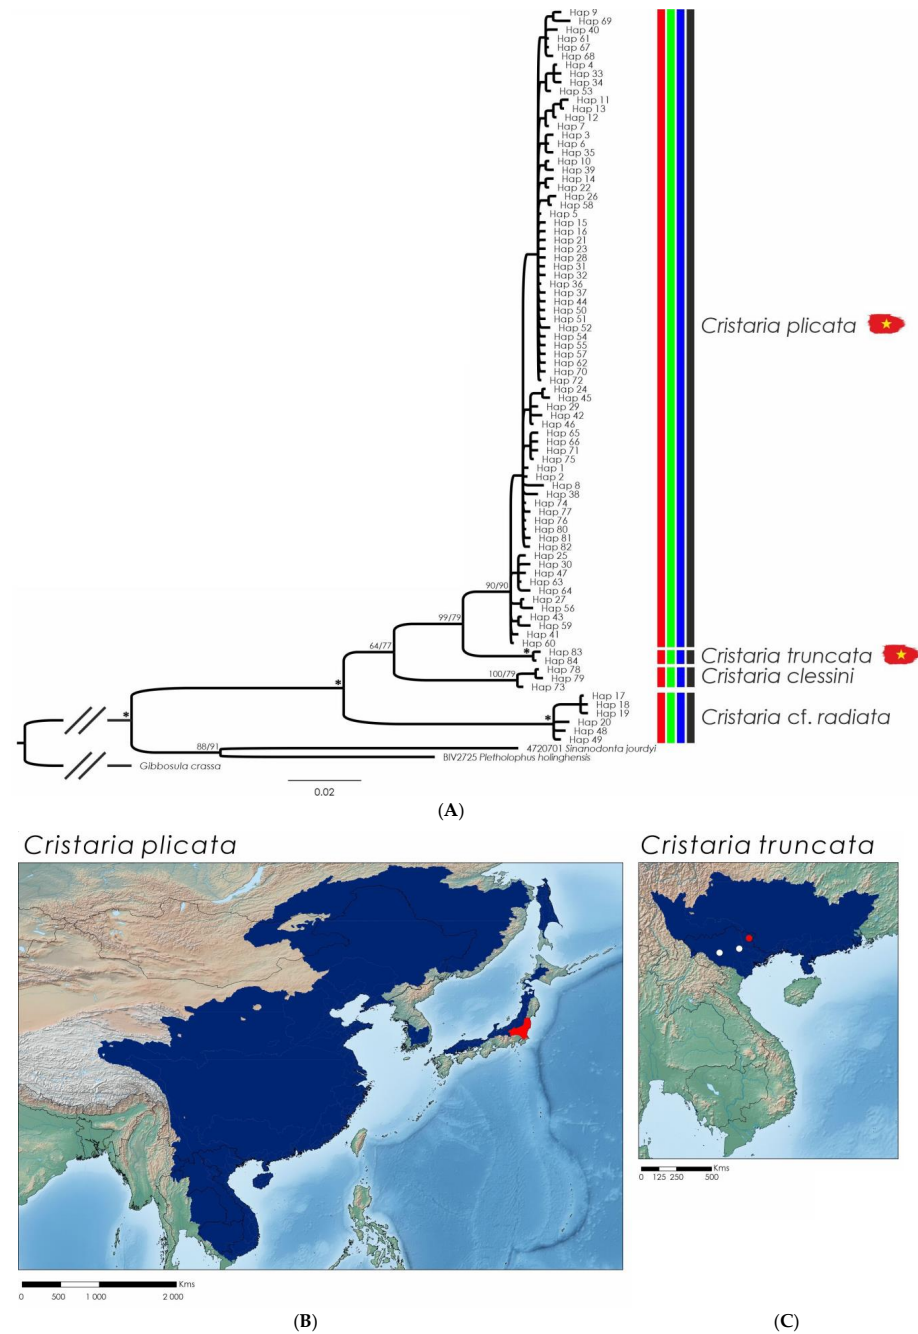 Hap 9
Hap 69
Hap 40
Hap 61
Hap 67
Hap 68
Hap 4
Hap 33
Hap 34
Hap 53
Hap 11
Hap 13
Hap 12
Hap 7
Hap 3
Hap 6
Hap 35
Hap 10
Hap 39
Hap 14
Hap 22
Hap 26
Hap 58
Hap 5
Hap 15
Hap 16
Hap 21
Hap 23
Hap 28
Hap 31
Hap 32
Hap 36
Hap 37
Hap 44
Hap 50
Hap 51
Hap 52
Cristaria plicata
Hap 54
Hap 55
Hap 57
Hap 62
Hap 70
Hap 72
Hap 24
Hap 45
Hap 29
Hap 42
Hap 46
Hap 65
Hap 66
Hap 71
Hap 75
Hap 1
Hap 2
Hap 8
Hap 38
Hap 74
Hap 77
Hap 76
Hap 80
Hap 81
Hap 82
Hap 25
Hap 30
Hap 47
Hap 63
90/90
Hap 64
Hap 27
Hap 56
Hap 43
99/79
Hap 59
Hap 41
Hap 60
64/77
* Hap 83
Cristaria truncata
Hap 84
Hap 78
100/79
Hap 79
Cristaria clessini
*
Hap 73
Hap 17
Hap 18
Hap 19
*
* Hap 20
Cristaria cf. radiata
Hap 48
Hap 49
88/91
4720701 Sinanodonta jourdyi
BIV2725 Pletholophus holinghensis
Gibbosula crassa
0.02
(A)
Cristaria plicata
Cristaria truncata
0 125 250 500 Kms
0 500 1 000 2 000 Kms
(B)
(C)